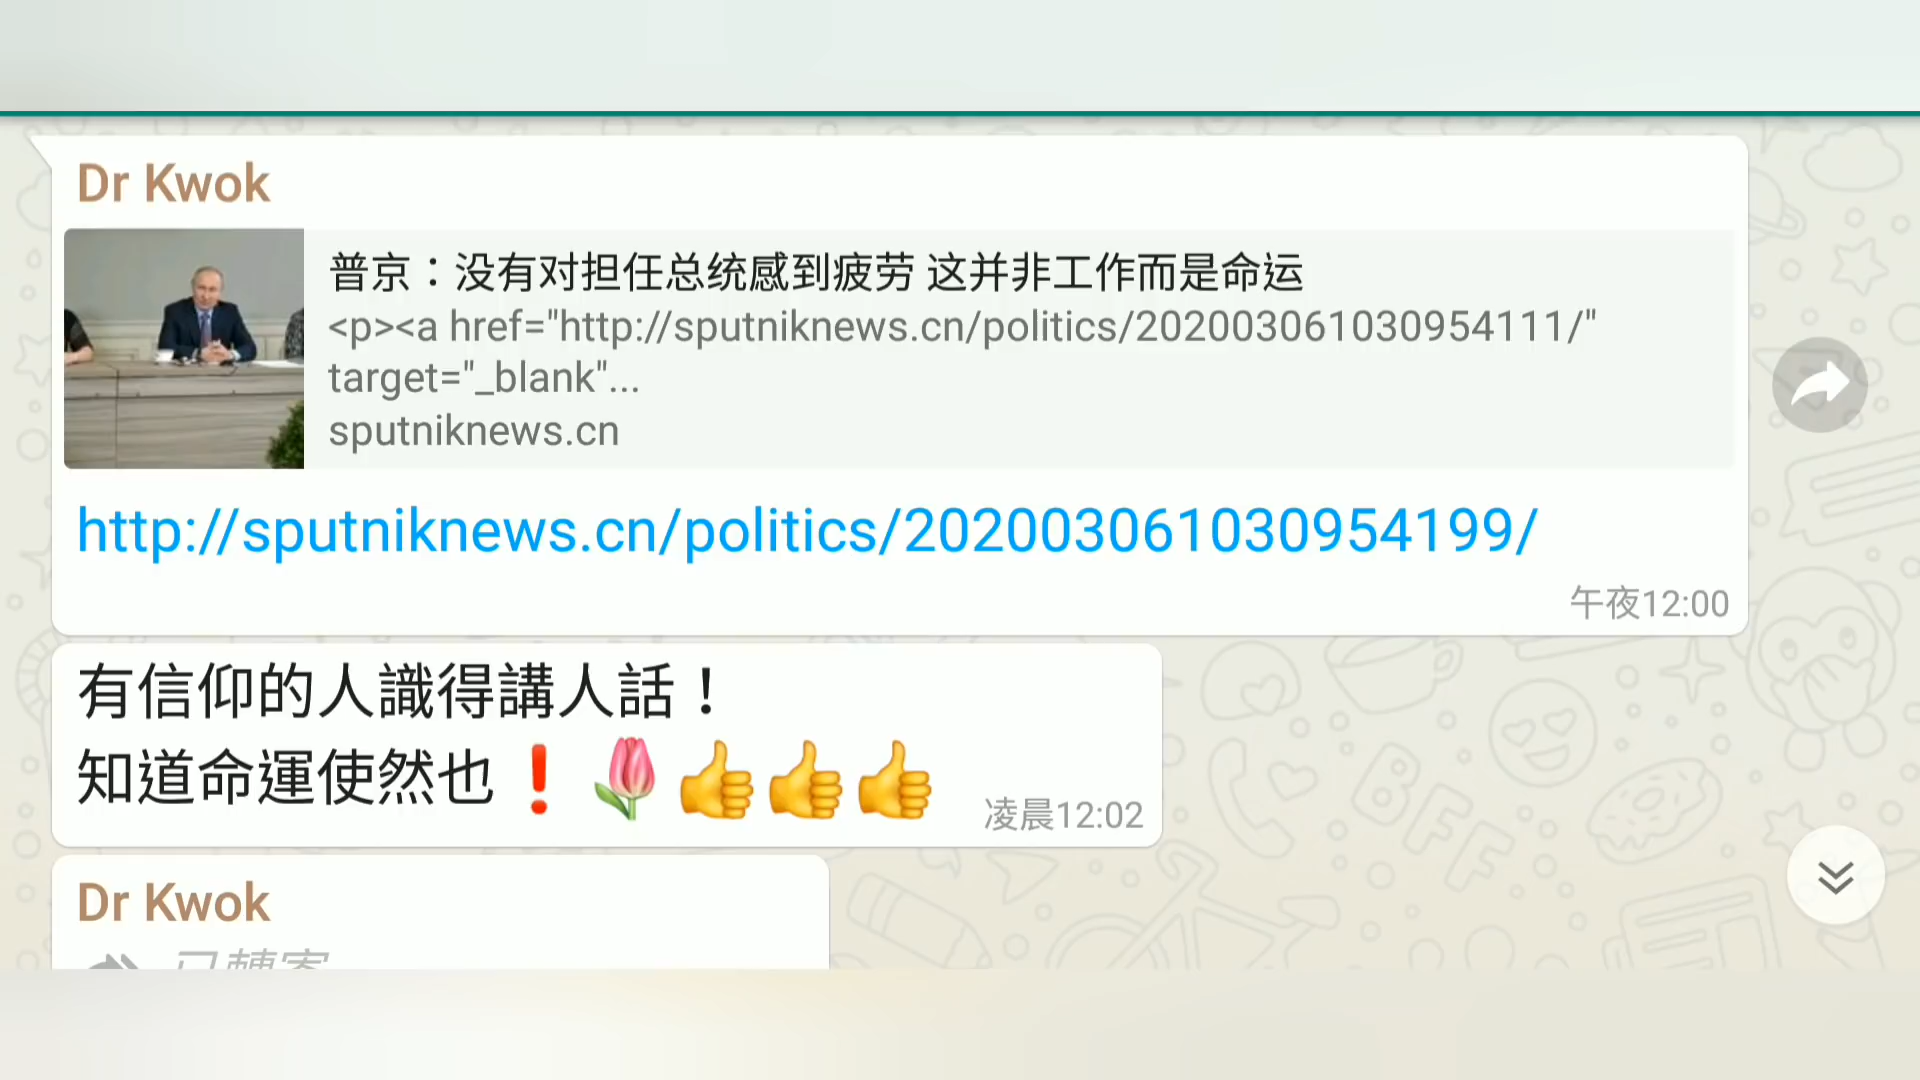 Dr Kwok
普京：没有对担任总统感到疲劳 这并非工作而是命运
<p><a href="http://sputniknews.cn/politics/202003061030954111/"
target="_blank"...
sputniknews.cn
http://sputniknews.cn/politics/202003061030954199/
午夜12:00
有信仰的人識得講人話！
知道命運使然也❗🌷👍👍👍
凌晨12:02
Dr Kwok
已轉寄